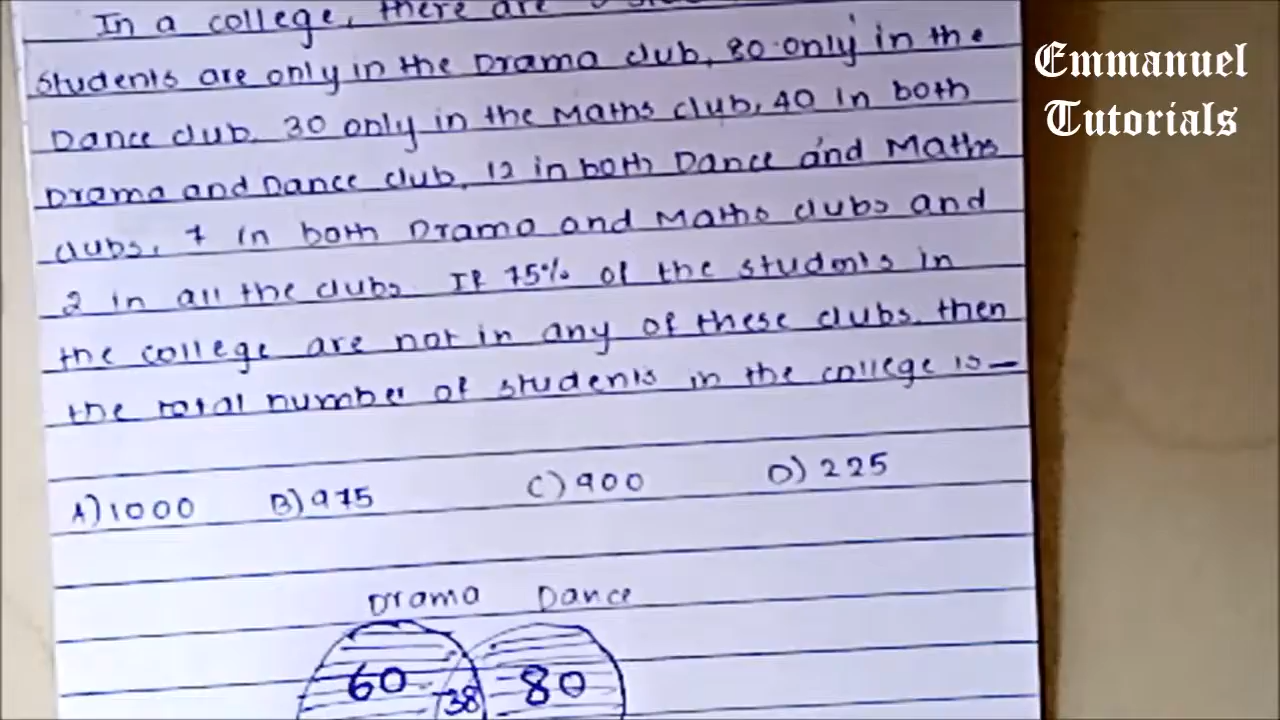 In a college, there are
students are only in the Drama club, 80 only in the
Dance club, 30 only in the Maths club, 40 in both
Drama and Dance club, 12 in both Dance and Maths
clubs, 7 in both Drama and Maths clubs and
2 in all the clubs. If 75% of the students in
the college are not in any of these clubs, then
the total number of students in the college is—
A) 1000 B) 975 C) 900 D) 225
Drama Dance
60 38 80
Emmanuel
Tutorials